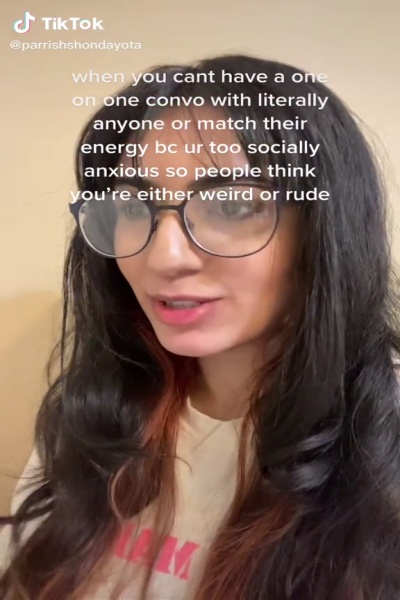 TikTok
@parrishshondayota
when you cant have a one
on one convo with literally
anyone or match their
energy bc ur too socially
anxious so people think
you're either weird or rude